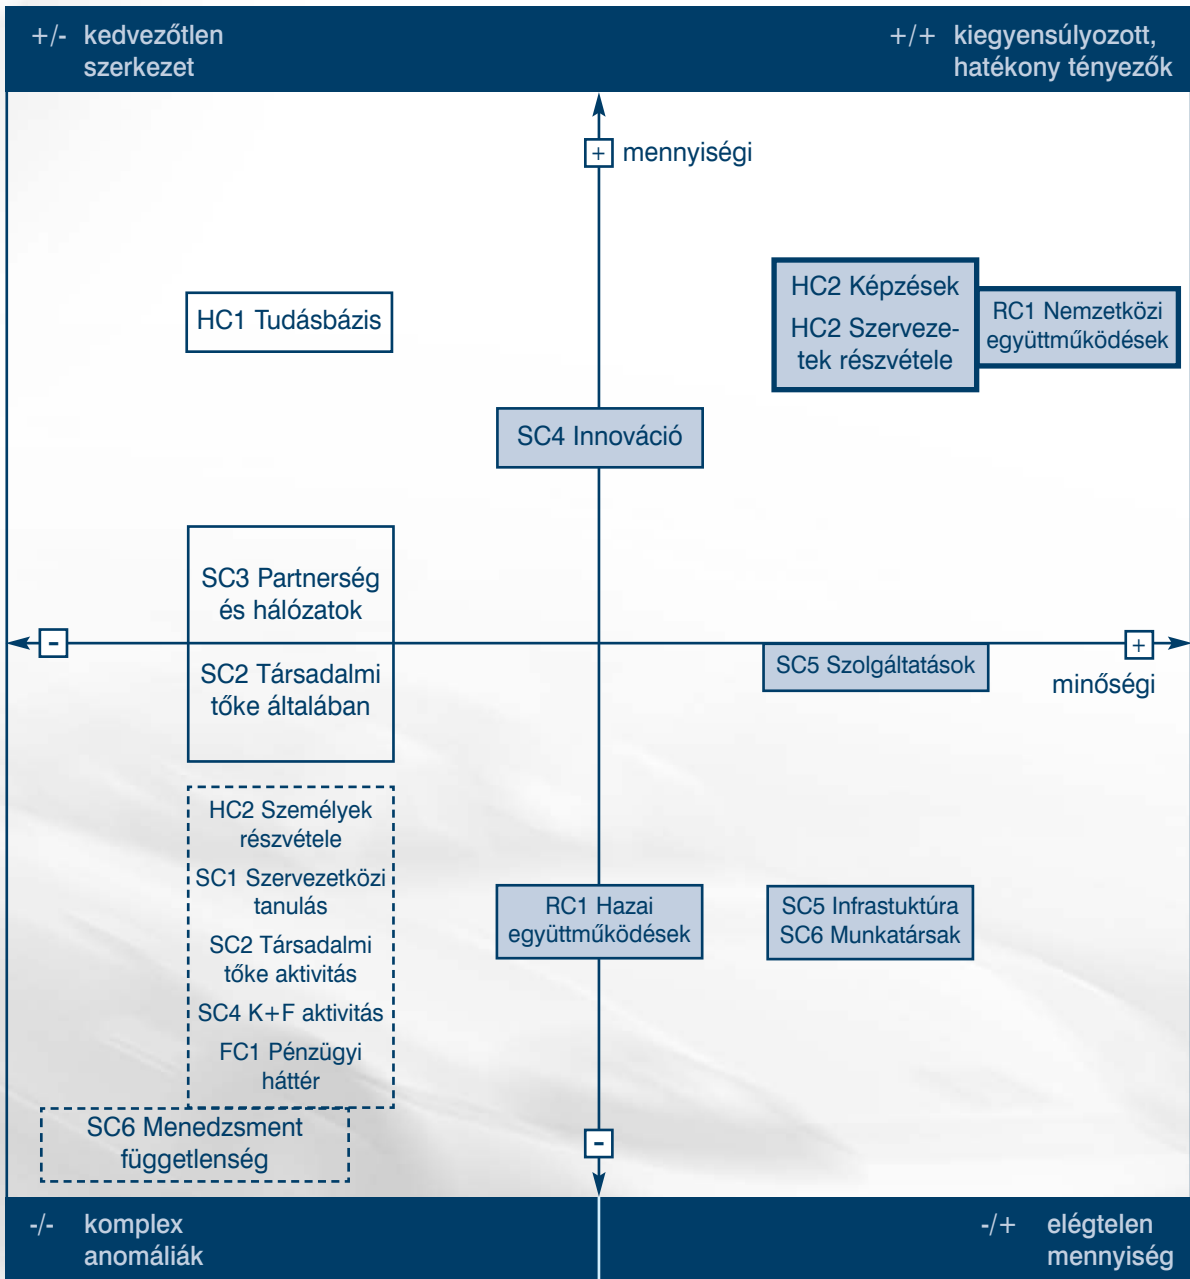 +/- kedvezőtlen
szerkezet
+/+ kiegyensúlyozott,
hatékony tényezők
+ mennyiségi
HC1 Tudásbázis
HC2 Képzések
HC2 Szerveze-
tek részvétele
RC1 Nemzetközi
együttműködések
SC4 Innováció
SC3 Partnerség
és hálózatok
-
+
minőségi
SC2 Társadalmi
tőke általában
SC5 Szolgáltatások
HC2 Személyek
részvétele
SC1 Szervezetközi
tanulás
SC2 Társadalmi
tőke aktivitás
SC4 K+F aktivitás
FC1 Pénzügyi
háttér
RC1 Hazai
együttműködések
SC5 Infrastuktúra
SC6 Munkatársak
SC6 Menedzsment
függetlenség
-
-/- komplex
anomáliák
-/+ elégtelen
mennyiség